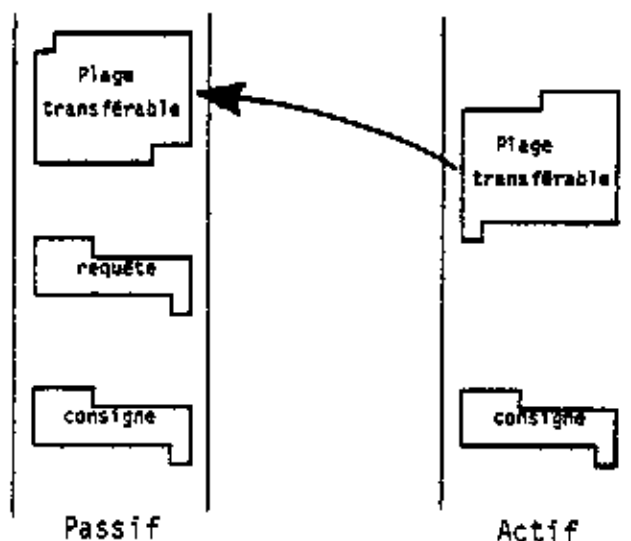 Plage
transférable
requête
consigne
Passif
Plage
transférable
consigne
Actif